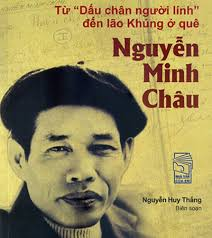 Từ "Dấu chân người lính"
đến lão Khúng ở quê
Nguyễn
Minh
Châu
Nguyễn Huy Thắng
Biên soạn